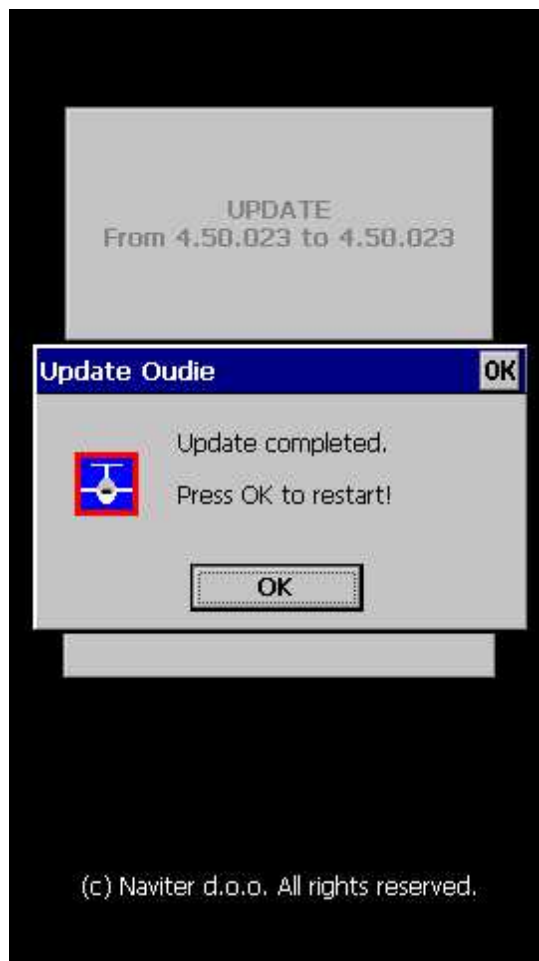 UPDATE
From 4.50.023 to 4.50.023
Update Oudie OK
Update completed.
Press OK to restart!
OK
(c) Naviter d.o.o. All rights reserved.